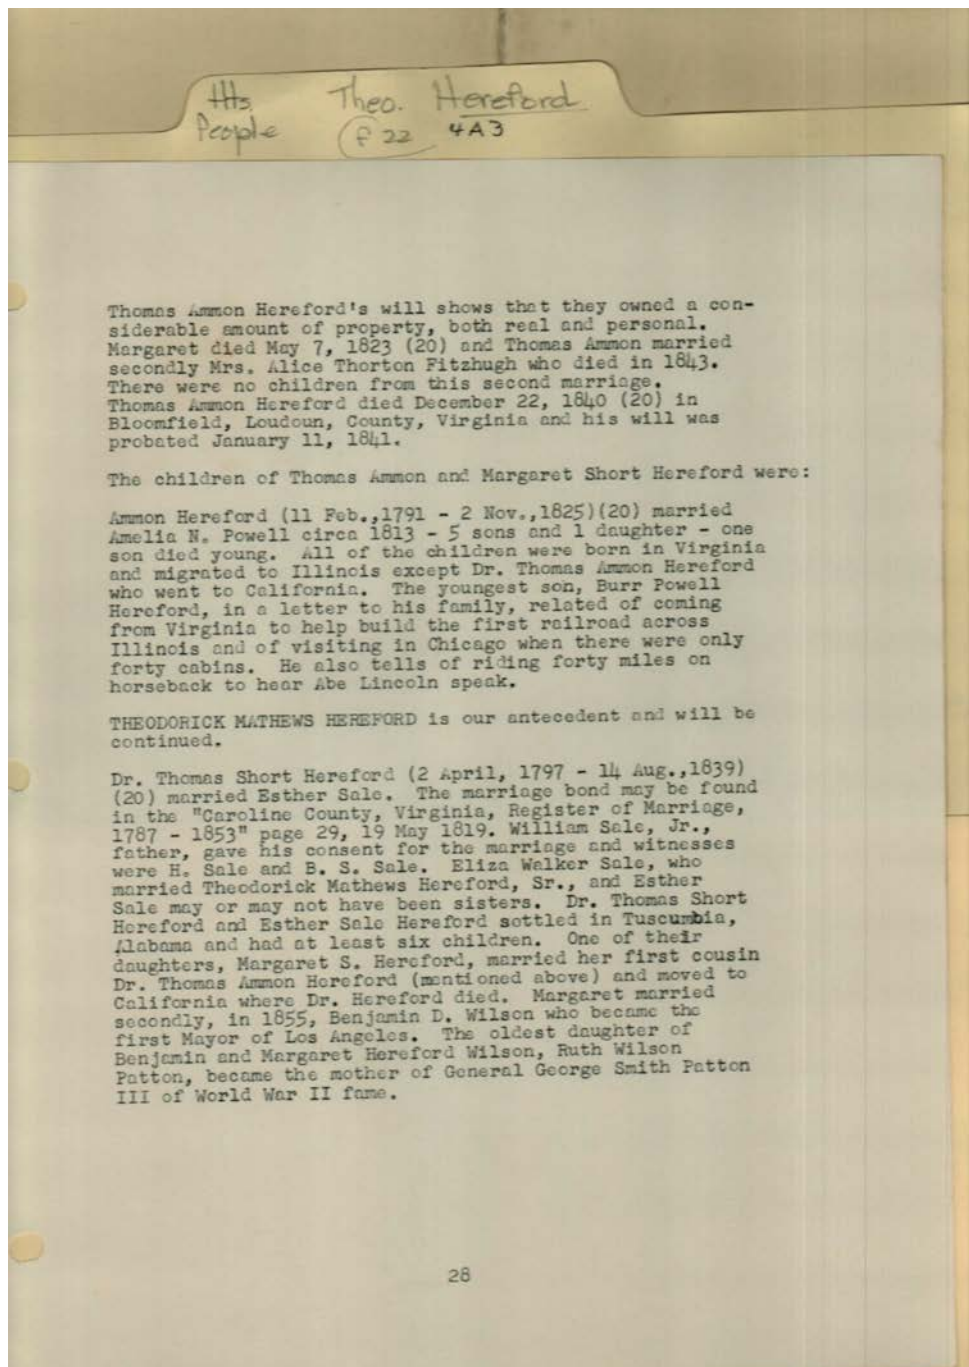 Hts. Theo. Hereford
People f 22 4A3
Thomas Ammon Hereford's will shows that they owned a con-
siderable amount of property, both real and personal.
Margaret died May 7, 1823 (20) and Thomas Ammon married
secondly Mrs. Alice Thorton Fitzhugh who died in 1843.
There were no children from this second marriage.
Thomas Ammon Hereford died December 22, 1840 (20) in
Bloomfield, Loudoun, County, Virginia and his will was
probated January 11, 1841.
The children of Thomas Ammon and Margaret Short Hereford were:
Ammon Hereford (11 Feb.,1791 - 2 Nov.,1825)(20) married
Amelia N. Powell circa 1813 - 5 sons and 1 daughter - one
son died young. All of the children were born in Virginia
and migrated to Illinois except Dr. Thomas Ammon Hereford
who went to California. The youngest son, Burr Powell
Hereford, in a letter to his family, related of coming
from Virginia to help build the first railroad across
Illinois and of visiting in Chicago when there were only
forty cabins. He also tells of riding forty miles on
horseback to hear Abe Lincoln speak.
THEODORICK MATHEWS HEREFORD is our antecedent and will be
continued.
Dr. Thomas Short Hereford (2 April, 1797 - 14 Aug.,1839)
(20) married Esther Sale. The marriage bond may be found
in the "Caroline County, Virginia, Register of Marriage,
1787 - 1853" page 29, 19 May 1819. William Sale, Jr.,
father, gave his consent for the marriage and witnesses
were H. Sale and B. S. Sale. Eliza Walker Sale, who
married Theodorick Mathews Hereford, Sr., and Esther
Sale may or may not have been sisters. Dr. Thomas Short
Hereford and Esther Sale Hereford settled in Tuscumbia,
Alabama and had at least six children. One of their
daughters, Margaret S. Hereford, married her first cousin
Dr. Thomas Ammon Hereford (mentioned above) and moved to
California where Dr. Hereford died. Margaret married
secondly, in 1855, Benjamin D. Wilson who became the
first Mayor of Los Angeles. The oldest daughter of
Benjamin and Margaret Hereford Wilson, Ruth Wilson
Patton, became the mother of General George Smith Patton
III of World War II fame.
28